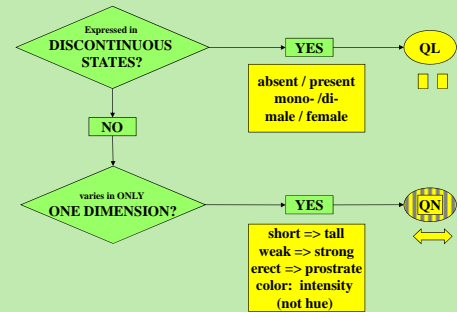 Expressed in
DISCONTINUOUS
STATES?
YES
QL
absent / present
mono- /di-
male / female
NO
varies in ONLY
ONE DIMENSION?
YES
QN
short => tall
weak => strong
erect => prostrate
color: intensity
(not hue)